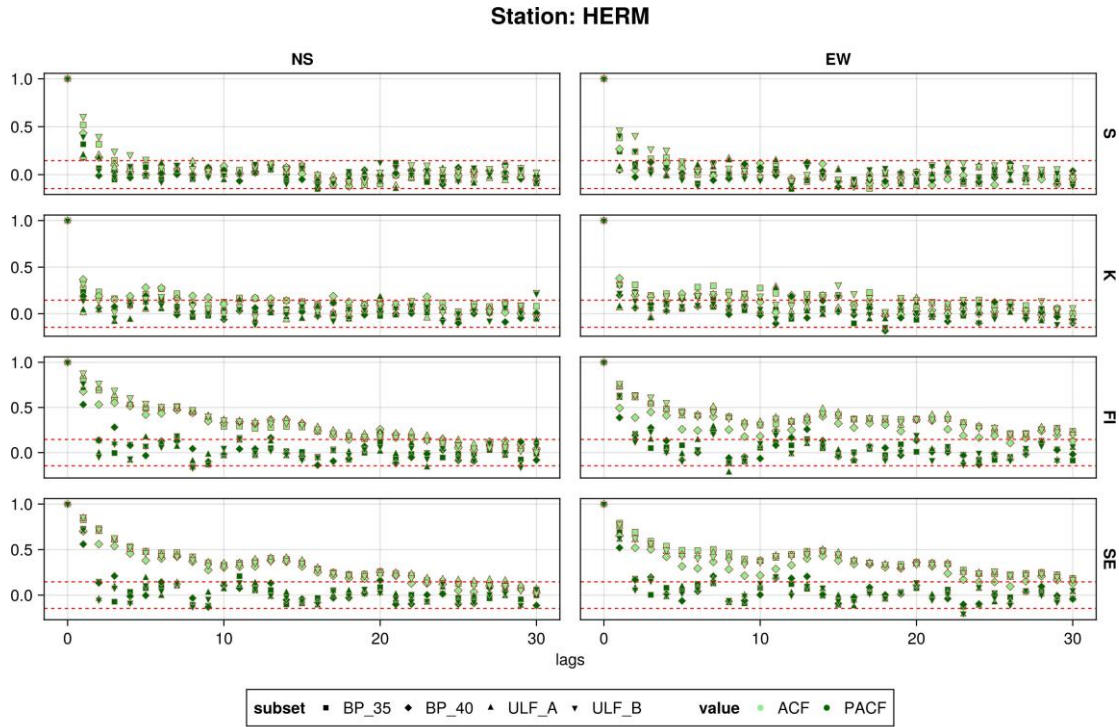 Station: HERM
NS
EW
1.0
0.5
0.0
S
1.0
0.5
0.0
K
1.0
0.5
0.0
FI
1.0
0.5
0.0
SE
0 10 20 30 0 10 20 30
lags
subset BP_35 BP_40 ULF_A ULF_B value ACF PACF